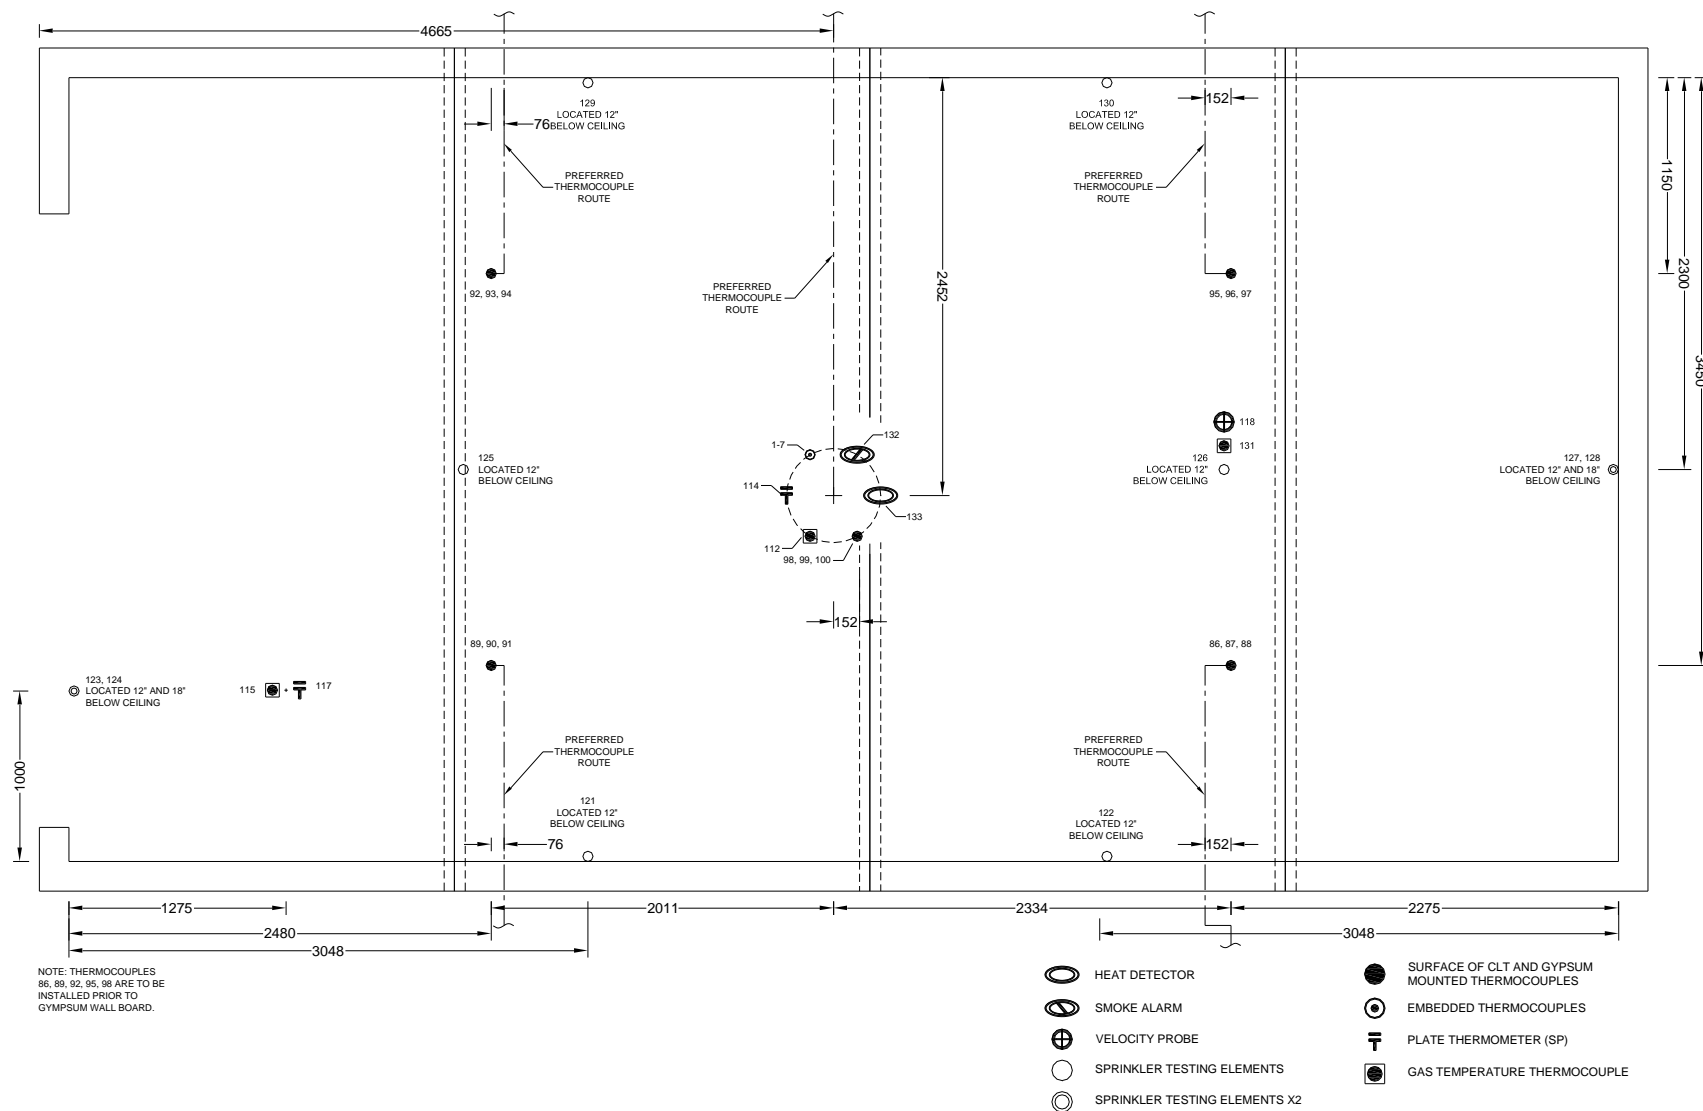 4665
129
LOCATED 12"
BELOW CEILING
76
130
LOCATED 12"
BELOW CEILING
152
PREFERRED
THERMOCOUPLE
ROUTE
PREFERRED
THERMOCOUPLE
ROUTE
1150
2300
3450
2452
92, 93, 94
PREFERRED
THERMOCOUPLE
ROUTE
95, 96, 97
118
131
1-7
132
125
LOCATED 12"
BELOW CEILING
126
LOCATED 12"
BELOW CEILING
127, 128
LOCATED 12" AND 18"
BELOW CEILING
114
133
112
98, 99, 100
152
89, 90, 91
86, 87, 88
123, 124
LOCATED 12" AND 18"
BELOW CEILING
115
117
1000
PREFERRED
THERMOCOUPLE
ROUTE
PREFERRED
THERMOCOUPLE
ROUTE
121
LOCATED 12"
BELOW CEILING
122
LOCATED 12"
BELOW CEILING
76
152
1275
2011
2334
2275
2480
3048
3048
NOTE: THERMOCOUPLES
86, 89, 92, 95, 98 ARE TO BE
INSTALLED PRIOR TO
GYMPSUM WALL BOARD.
HEAT DETECTOR
SMOKE ALARM
VELOCITY PROBE
SPRINKLER TESTING ELEMENTS
SPRINKLER TESTING ELEMENTS X2
SURFACE OF CLT AND GYPSUM
MOUNTED THERMOCOUPLES
EMBEDDED THERMOCOUPLES
PLATE THERMOMETER (SP)
GAS TEMPERATURE THERMOCOUPLE